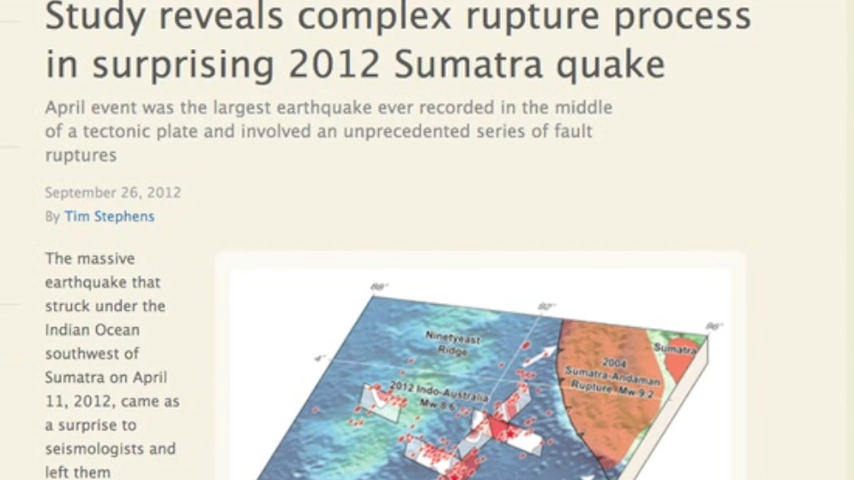 Study reveals complex rupture process
in surprising 2012 Sumatra quake
April event was the largest earthquake ever recorded in the middle
of a tectonic plate and involved an unprecedented series of fault
ruptures
September 26, 2012
By Tim Stephens
The massive
earthquake that
struck under the
Indian Ocean
southwest of
Sumatra on April
11, 2012, came as
a surprise to
seismologists and
left them
88°
92°
96°
Ninetyeast
Ridge
Sumatra
4°
2004
Sumatra-Andaman
Rupture, Mw 9.2
2012 Indo-Australia
Mw 8.6